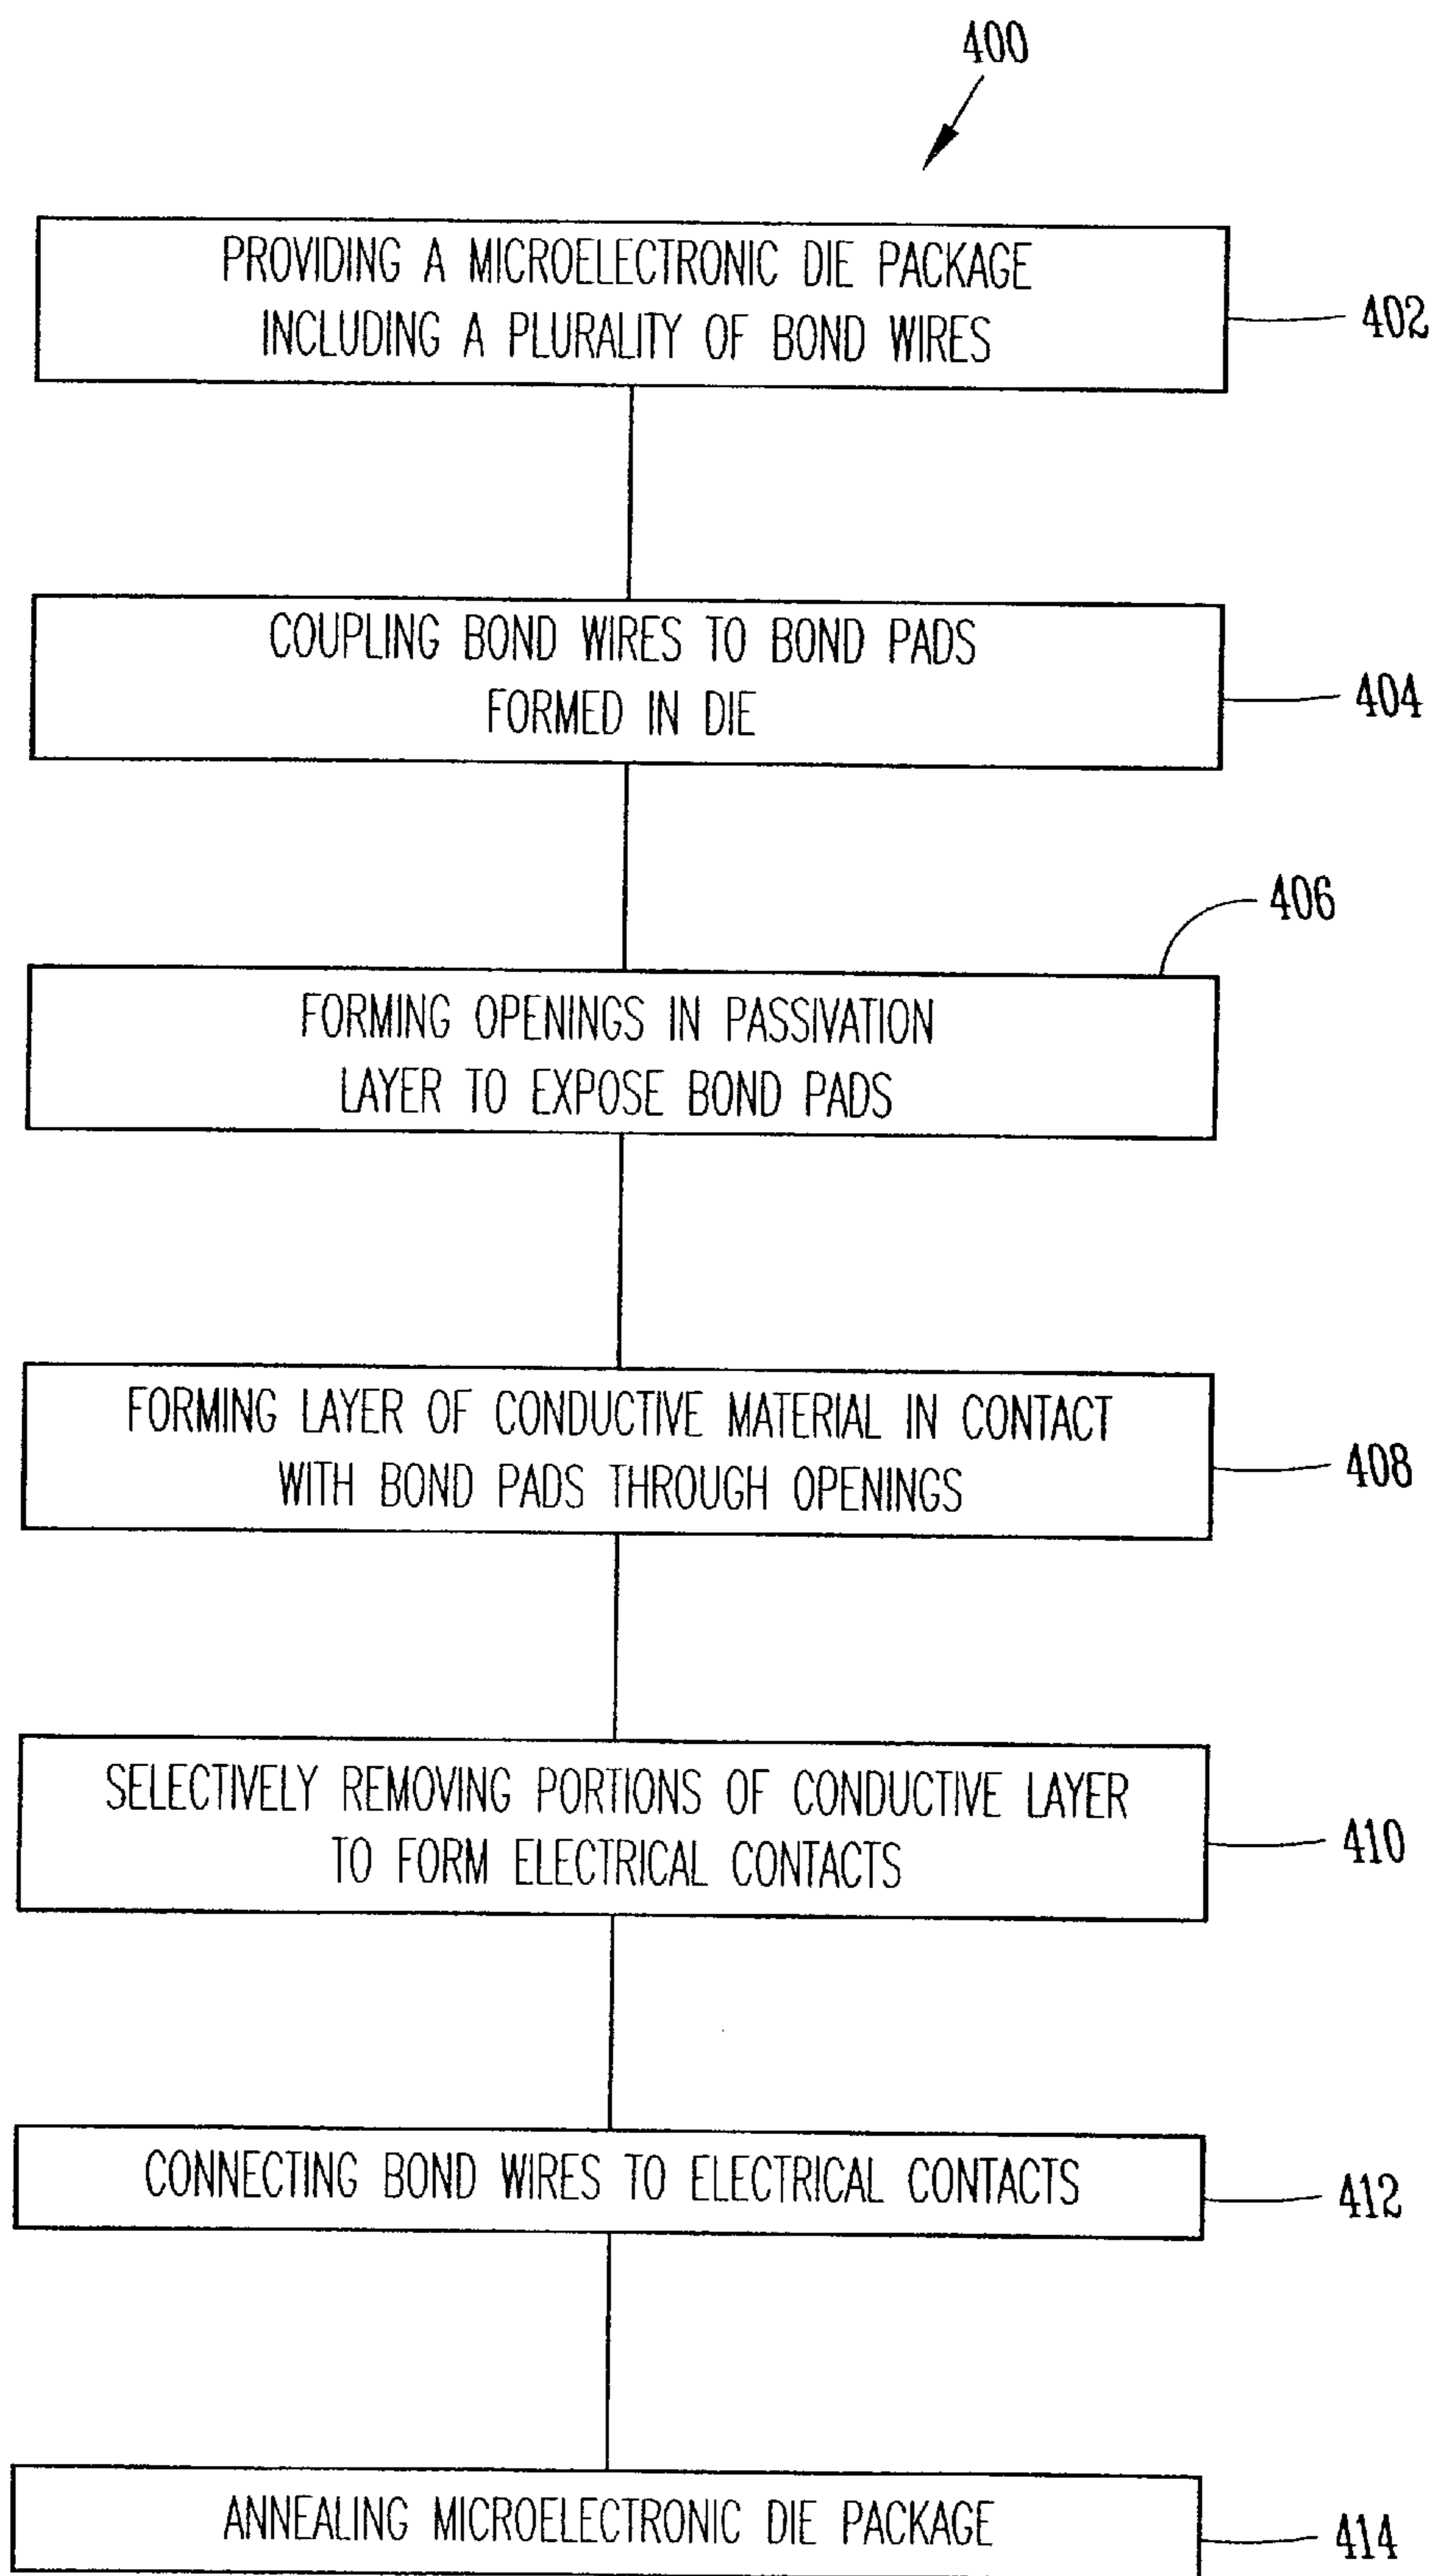 400
PROVIDING A MICROELECTRONIC DIE PACKAGE
INCLUDING A PLURALITY OF BOND WIRES
402
COUPLING BOND WIRES TO BOND PADS
FORMED IN DIE
404
406
FORMING OPENINGS IN PASSIVATION
LAYER TO EXPOSE BOND PADS
FORMING LAYER OF CONDUCTIVE MATERIAL IN CONTACT
WITH BOND PADS THROUGH OPENINGS
408
SELECTIVELY REMOVING PORTIONS OF CONDUCTIVE LAYER
TO FORM ELECTRICAL CONTACTS
410
CONNECTING BOND WIRES TO ELECTRICAL CONTACTS
412
ANNEALING MICROELECTRONIC DIE PACKAGE
414